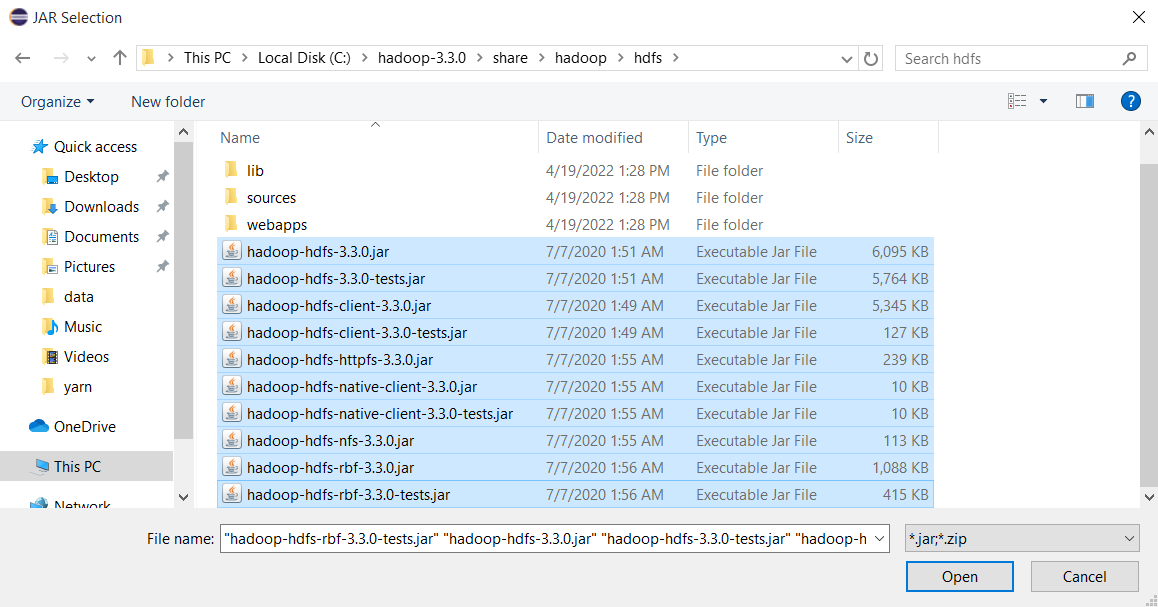 JAR Selection
This PC > Local Disk (C:) > hadoop-3.3.0 > share > hadoop > hdfs >
Search hdfs
Organize
New folder
?
Quick access
Desktop
Downloads
Documents
Pictures
data
Music
Videos
yarn
OneDrive
This PC
Network
Name Date modified Type Size
lib 4/19/2022 1:28 PM File folder
sources 4/19/2022 1:28 PM File folder
webapps 4/19/2022 1:28 PM File folder
hadoop-hdfs-3.3.0.jar 7/7/2020 1:51 AM Executable Jar File 6,095 KB
hadoop-hdfs-3.3.0-tests.jar 7/7/2020 1:51 AM Executable Jar File 5,764 KB
hadoop-hdfs-client-3.3.0.jar 7/7/2020 1:49 AM Executable Jar File 5,345 KB
hadoop-hdfs-client-3.3.0-tests.jar 7/7/2020 1:49 AM Executable Jar File 127 KB
hadoop-hdfs-httpfs-3.3.0.jar 7/7/2020 1:55 AM Executable Jar File 239 KB
hadoop-hdfs-native-client-3.3.0.jar 7/7/2020 1:55 AM Executable Jar File 10 KB
hadoop-hdfs-native-client-3.3.0-tests.jar 7/7/2020 1:55 AM Executable Jar File 10 KB
hadoop-hdfs-nfs-3.3.0.jar 7/7/2020 1:55 AM Executable Jar File 113 KB
hadoop-hdfs-rbf-3.3.0.jar 7/7/2020 1:56 AM Executable Jar File 1,088 KB
hadoop-hdfs-rbf-3.3.0-tests.jar 7/7/2020 1:56 AM Executable Jar File 415 KB
File name: "hadoop-hdfs-rbf-3.3.0-tests.jar" "hadoop-hdfs-3.3.0.jar" "hadoop-hdfs-3.3.0-tests.jar" "hadoop-h
*.jar;*.zip
Open
Cancel